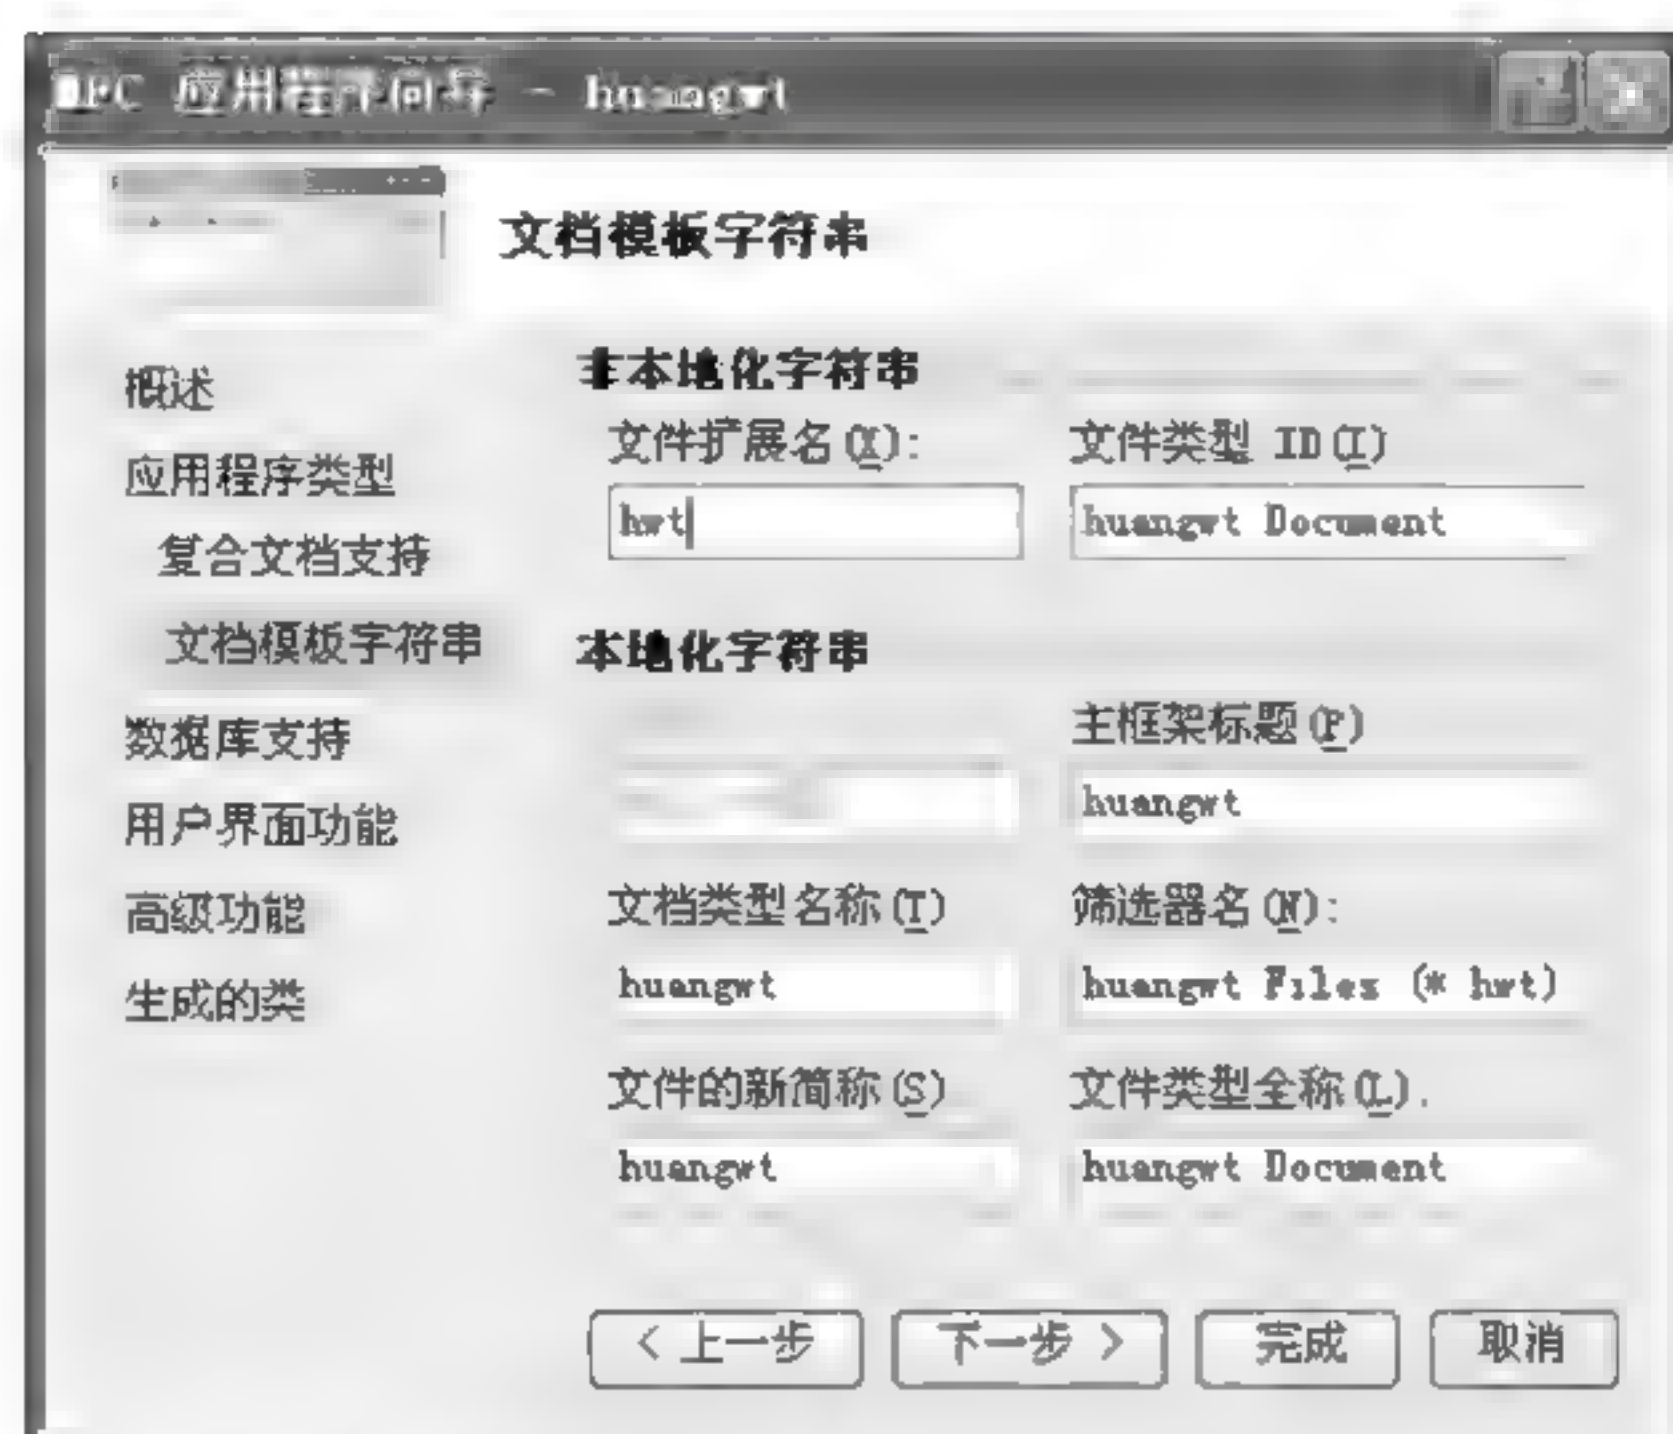 MFC 应用程序向导 - huangwt
文档模板字符串
概述
应用程序类型
复合文档支持
文档模板字符串
数据库支持
用户界面功能
高级功能
生成的类
非本地化字符串
文件扩展名(X): 文件类型 ID(I)
hwt huangwt Document
本地化字符串
主框架标题(F)
huangwt
文档类型名称(T) 筛选器名(N):
huangwt huangwt Files (* hwt)
文件的新简称(S) 文件类型全称(L).
huangwt huangwt Document
< 上一步 下一步 > 完成 取消